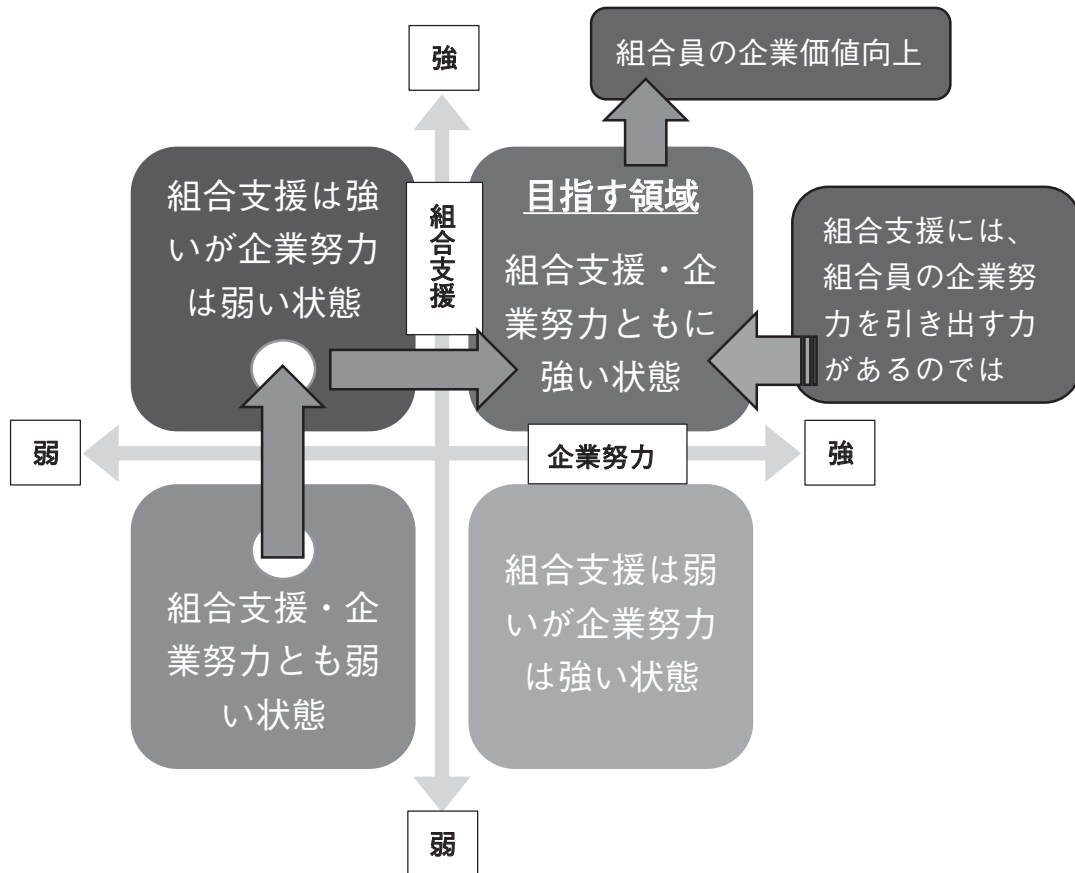 強
組合員の企業価値向上
組合支援は強
いが企業努力
は弱い状態
組合支援
目指す領域
組合支援・企
業努力ともに
強い状態
組合支援には、
組合員の企業努
力を引き出す力
があるのでは
弱
企業努力
強
組合支援・企
業努力とも弱
い状態
組合支援は弱
いが企業努力
は強い状態
弱